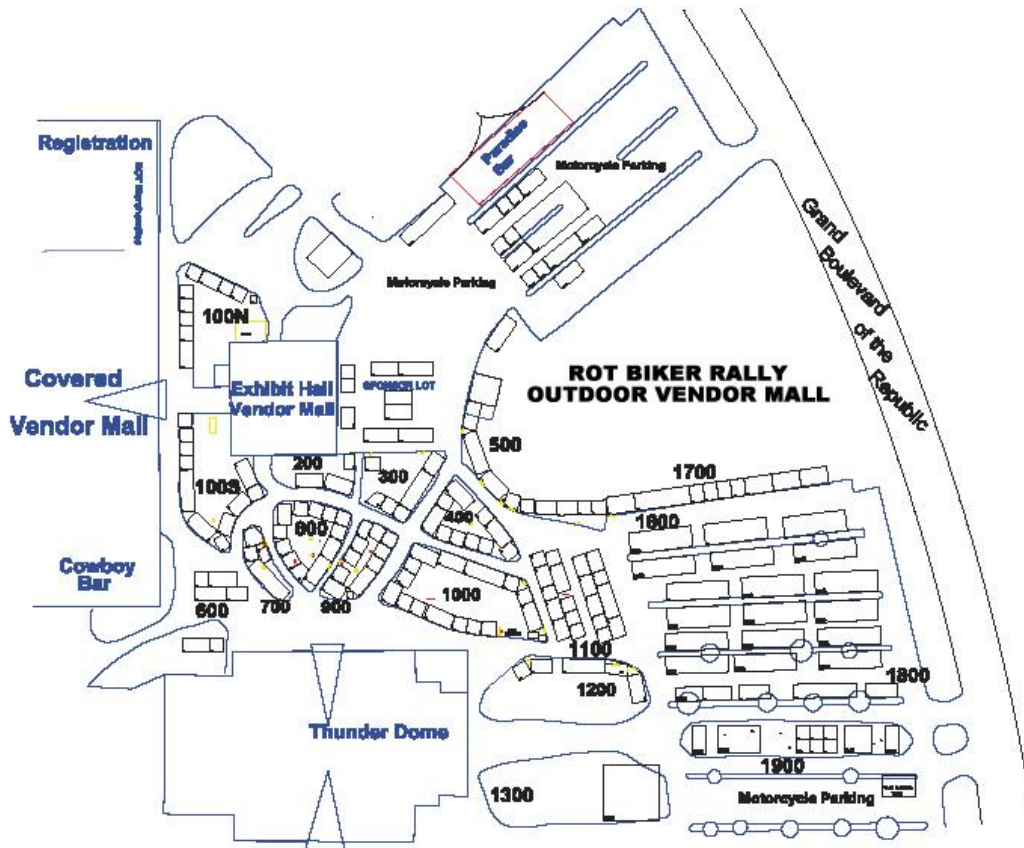 Registration
Paradise
Bar
Motorcycle Parking
Grand
Boulevard
of the
Republic
Motorcycle Parking
100N
Covered
Vendor Mall
Exhibit Hall
Vendor Mall
SPONSOR LOT
ROT BIKER RALLY
OUTDOOR VENDOR MALL
500
200
300
1700
100S
400
1600
800
Cowboy
Bar
600
700
900
1000
1100
1200
1800
Thunder Dome
1900
1300
Motorcycle Parking